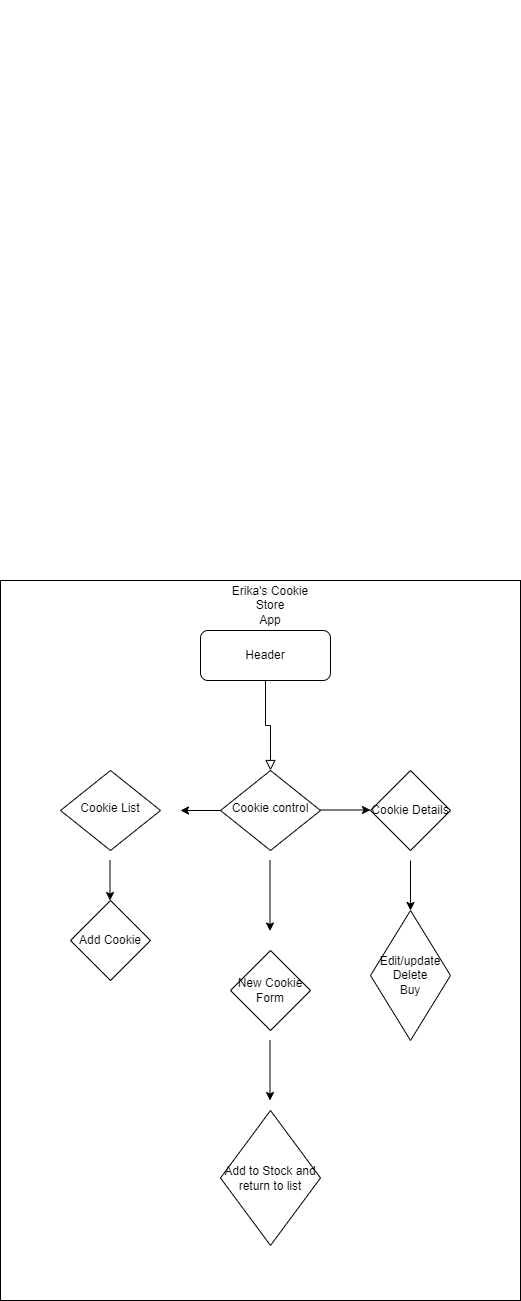 Erika's Cookie
Store
App
Header
Cookie List
Cookie control
Cookie Details
Add Cookie
Edit/update
Delete
Buy
New Cookie
Form
Add to Stock and
return to list